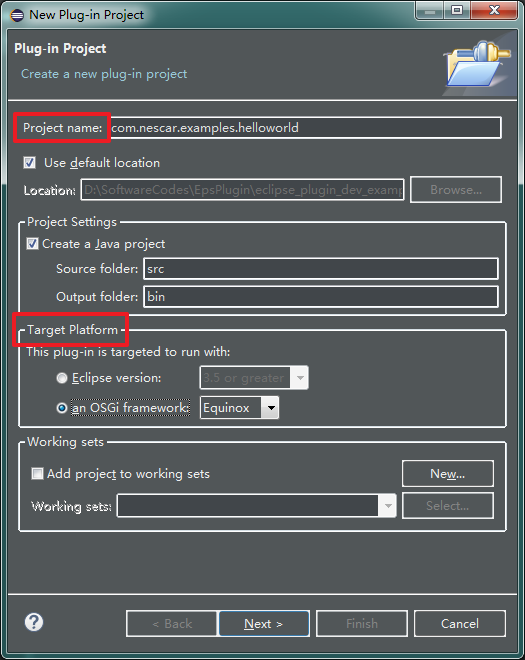 New Plug-in Project
Plug-in Project
Create a new plug-in project
Project name: com.nescar.examples.helloworld
Use default location
Location: D:\SoftwareCodes\EpsPlugin\eclipse_plugin_dev_examp Browse...
Project Settings
Create a Java project
Source folder: src
Output folder: bin
Target Platform
This plug-in is targeted to run with:
Eclipse version: 3.5 or greater
an OSGi framework: Equinox
Working sets
Add project to working sets New...
Working sets: Select...
? < Back Next > Finish Cancel